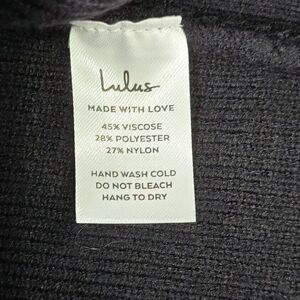 Lulus
MADE WITH LOVE
45% VISCOSE
28% POLYESTER
27% NYLON
HAND WASH COLD
DO NOT BLEACH
HANG TO DRY